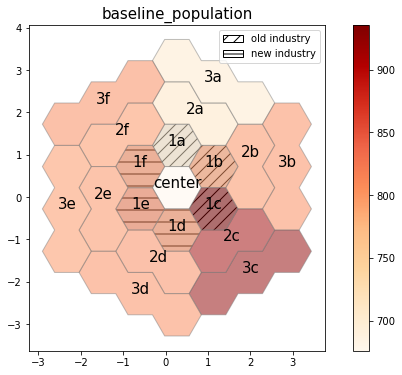 baseline_population
old industry
new industry
3a
3f
2a
2f
1a
2b
1f
1b
3b
center
2e
3e
1e
1c
1d
2c
2d
3c
3d
4
3
2
1
0
−1
−2
−3
−3
−2
−1
0
1
2
3
900
850
800
750
700